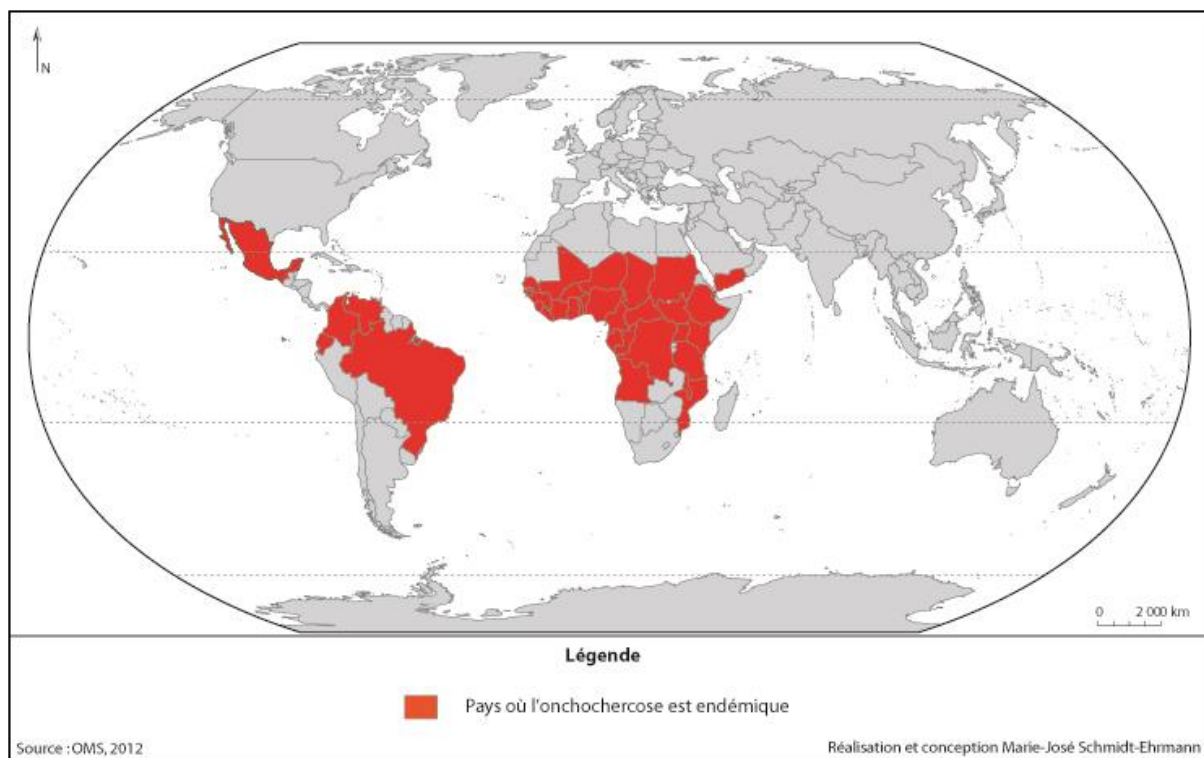 N
0 2 000 km
Légende
Pays où l'onchochercose est endémique
Source : OMS, 2012
Réalisation et conception Marie-José Schmidt-Ehrmann